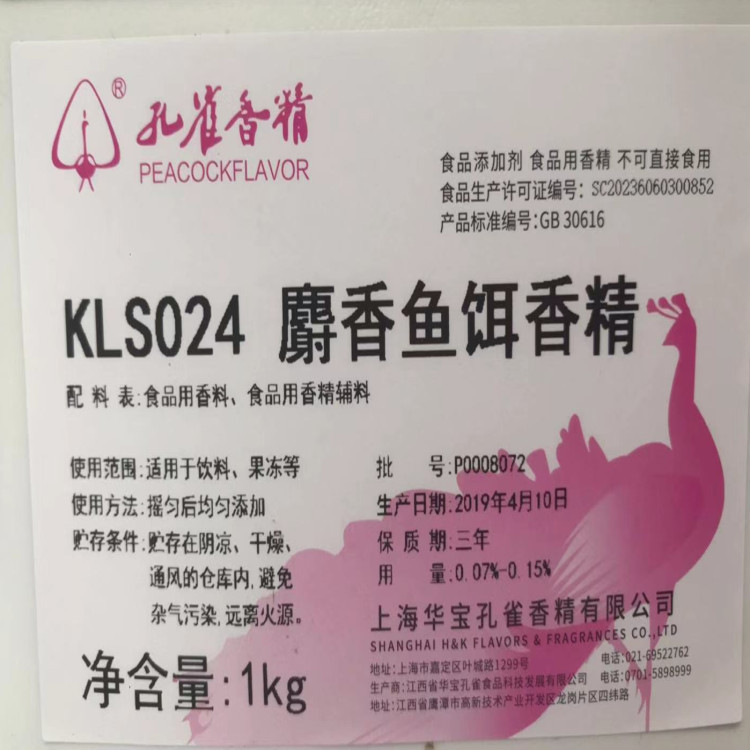 ®
孔雀香精
PEACOCKFLAVOR
食品添加剂 食品用香精 不可直接食用
食品生产许可证编号：SC20236060300852
产品标准编号：GB 30616
KLS024 麝香鱼饵香精
配 料 表：食品用香料、食品用香精辅料
使用范围：适用于饮料、果冻等
使用方法：摇匀后均匀添加
贮存条件：贮存在阴凉、干燥、
通风的仓库内，避免
杂气污染，远离火源。
净含量：1kg
批 号：P0008072
生产日期：2019年4月10日
保 质 期：三年
用 量：0.07%-0.15%
上海华宝孔雀香精有限公司
SHANGHAI H&K FLAVORS & FRAGRANCES CO.,LTD
地址：上海市嘉定区叶城路1299号 电话：021-69522762
生产商：江西省华宝孔雀食品科技发展有限公司 电话：0701-5898999
地址：江西省鹰潭市高新技术产业开发区龙岗片区四纬路